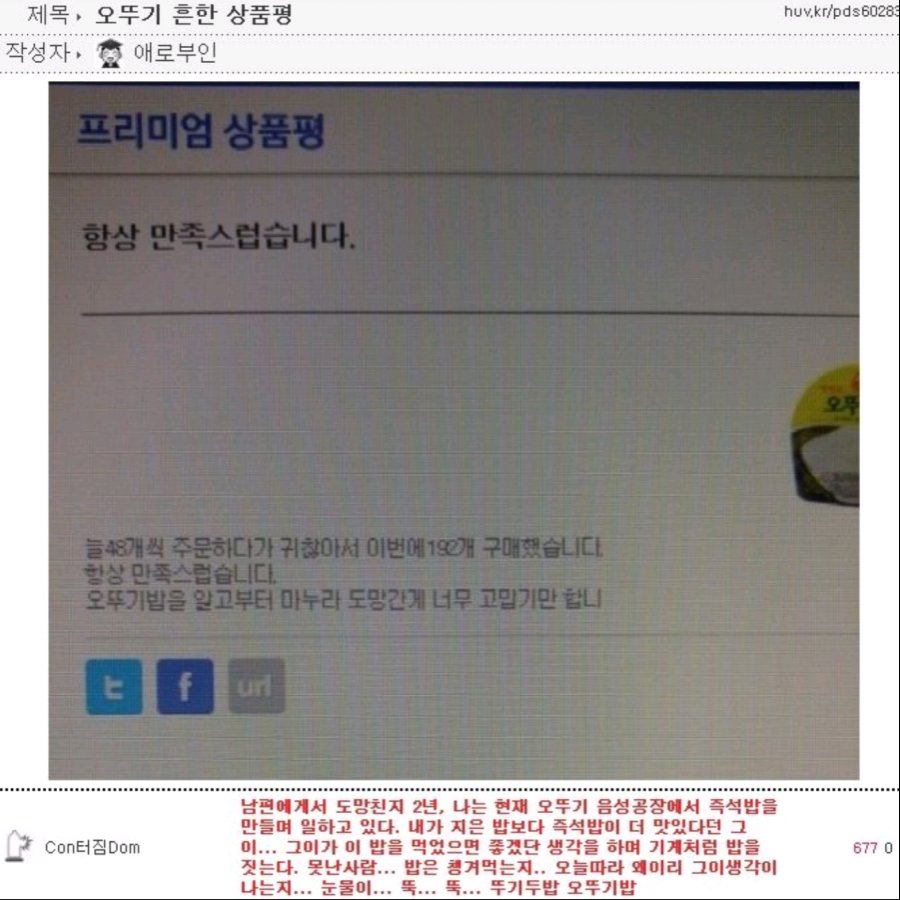 제목 ▸ 오뚜기 흔한 상품평
huv.kr/pds60283
작성자 ▸ 애로부인
프리미엄 상품평
항상 만족스럽습니다.
오뚜
늘48개씩 주문하다가 귀찮아서 이번에192개 구매했습니다.
항상 만족스럽습니다.
오뚜기밥을 알고부터 마누라 도망간게 너무 고맙기만 합니
t f url
남편에게서 도망친지 2년, 나는 현재 오뚜기 음성공장에서 즉석밥을
만들며 일하고 있다. 내가 지은 밥보다 즉석밥이 더 맛있다던 그
이... 그이가 이 밥을 먹었으면 좋겠단 생각을 하며 기계처럼 밥을
짓는다. 못난사람... 밥은 챙겨먹는지.. 오늘따라 왜이리 그이생각이
나는지... 눈물이... 뚝... 뚝... 뚜기두밥 오뚜기밥
Con터짐Dom
677 0